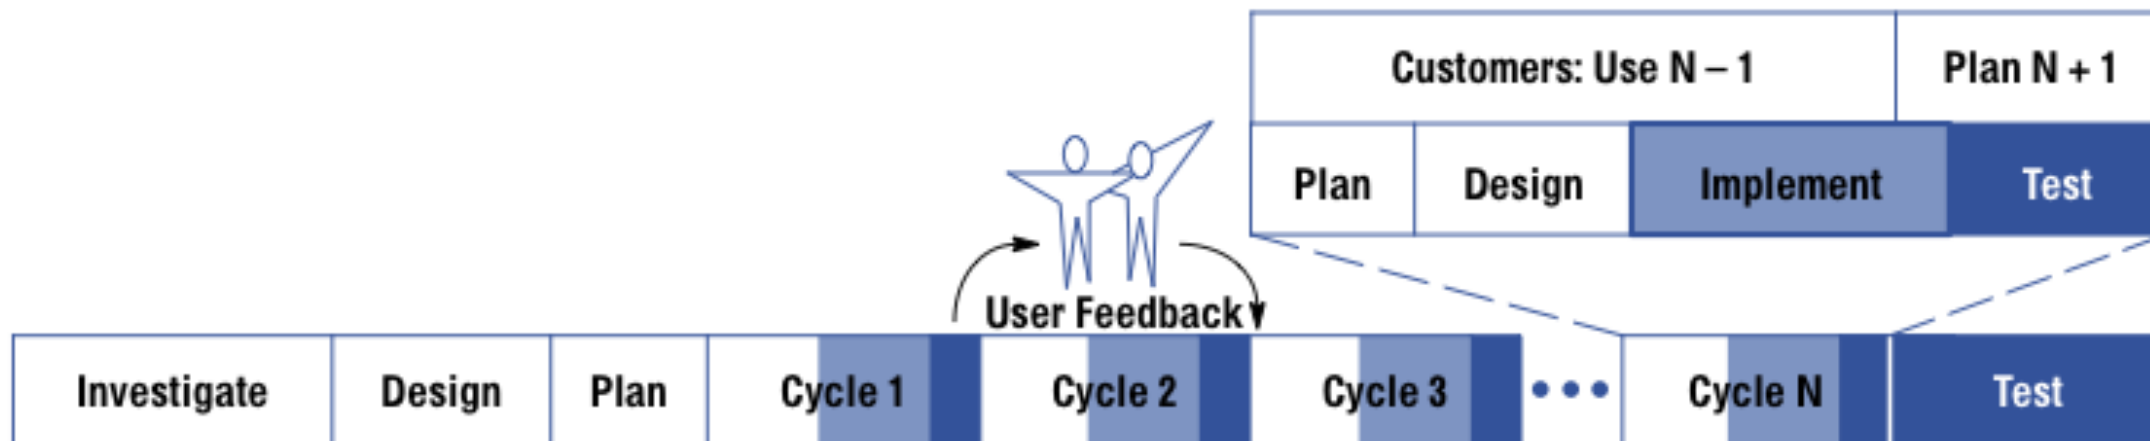 Customers: Use N – 1
Plan N + 1
Plan
Design
Implement
Test
User Feedback
Investigate
Design
Plan
Cycle 1
Cycle 2
Cycle 3
Cycle N
Test